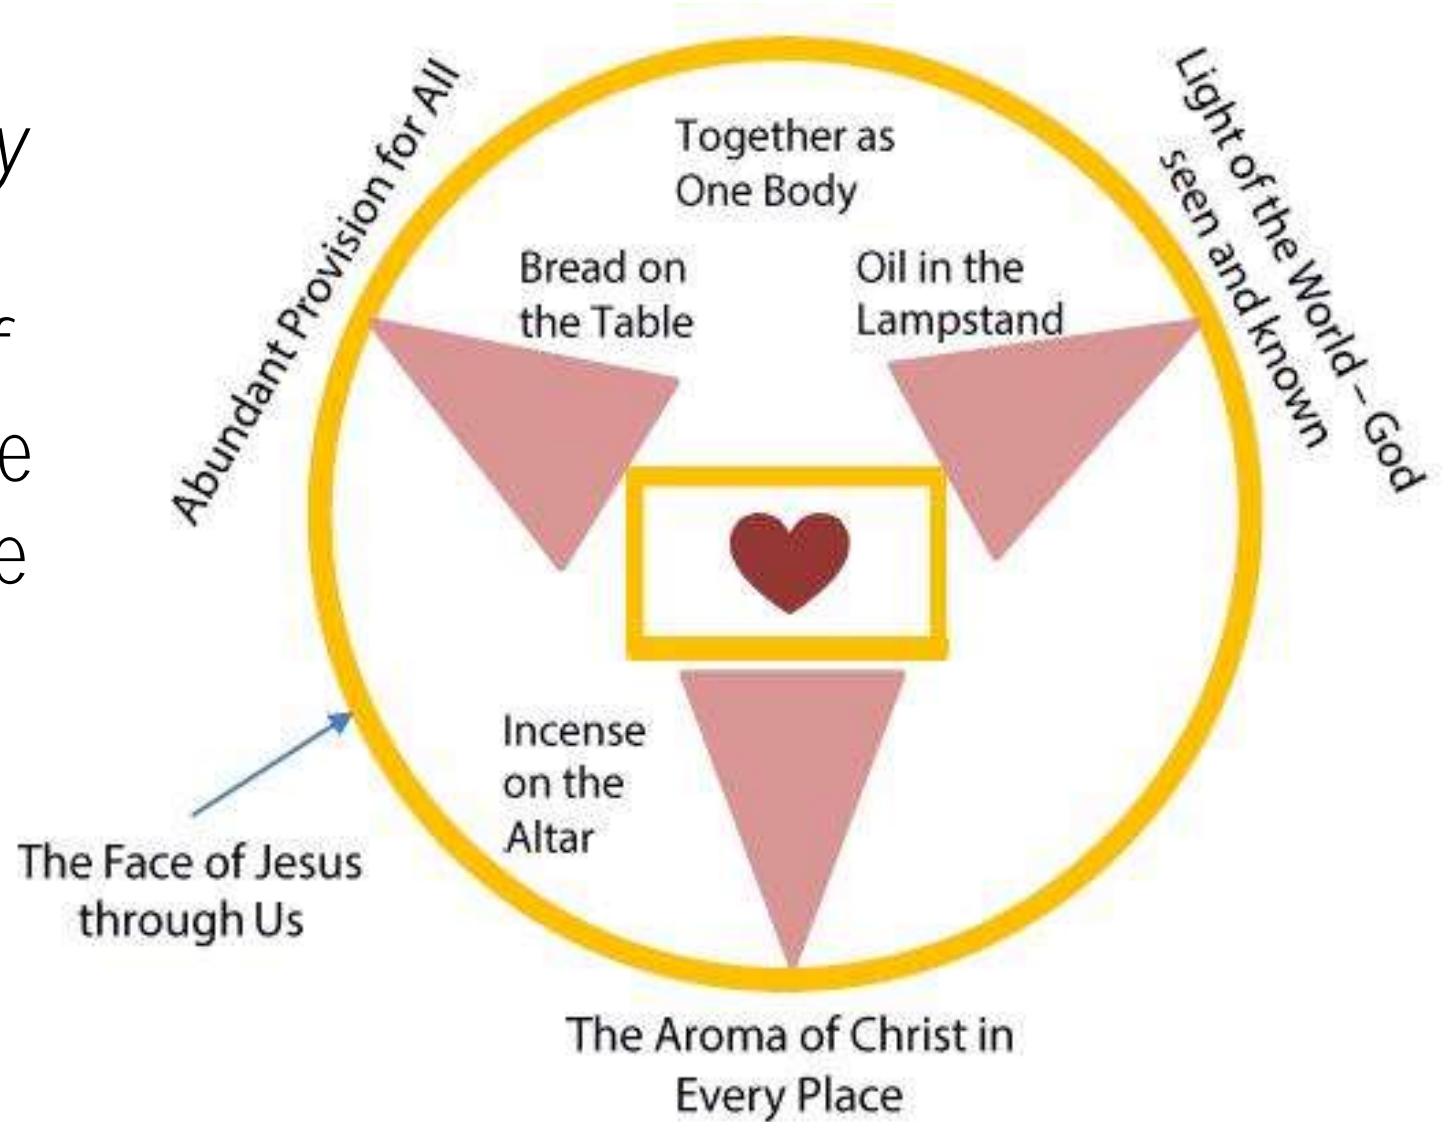 y
f
e
e
Abundant Provision for All
Light of the World – God
seen and known
Together as
One Body
Bread on
the Table
Oil in the
Lampstand
Incense
on the
Altar
The Face of Jesus
through Us
The Aroma of Christ in
Every Place